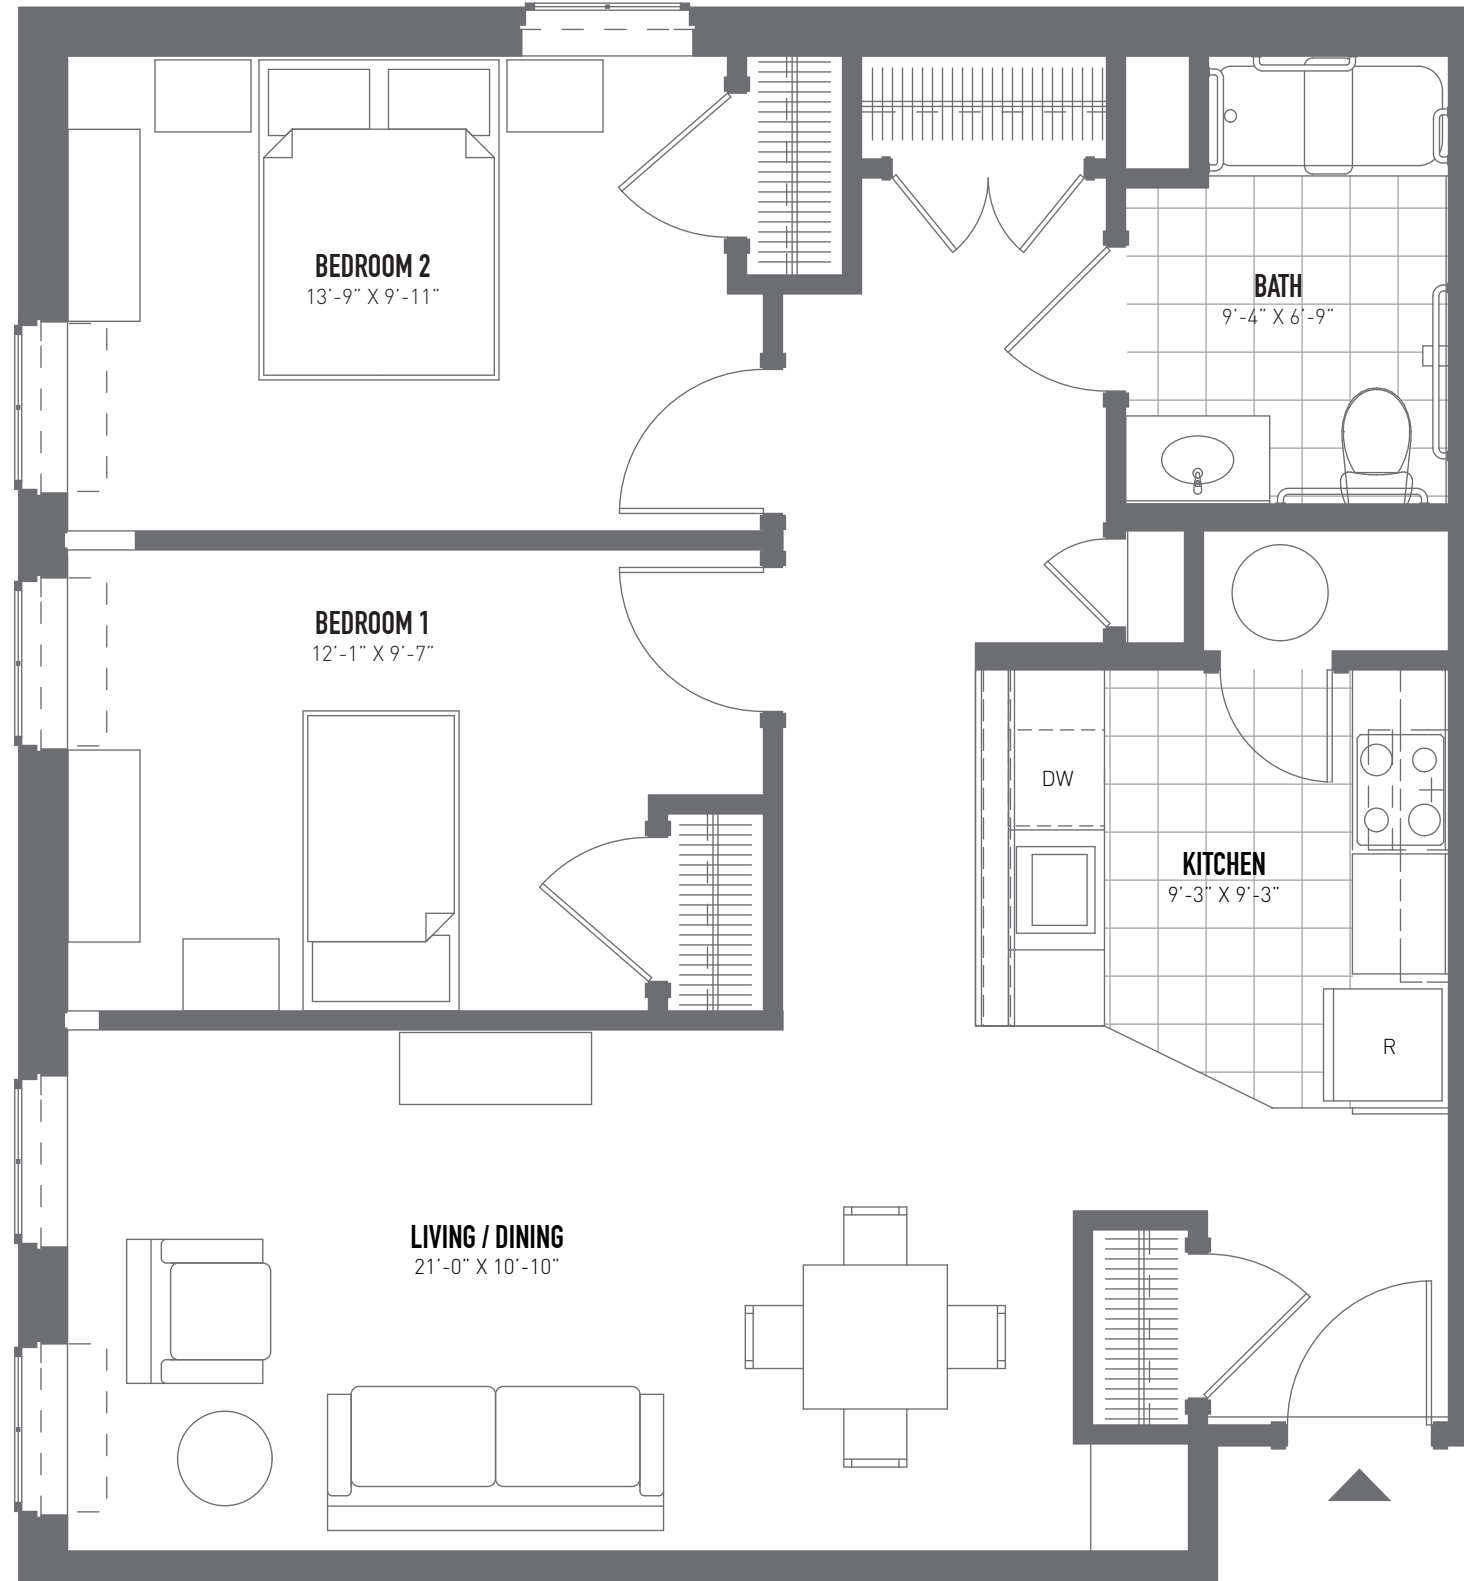 BEDROOM 2
13'-9" X 9'-11"
BATH
9'-4" X 6'-9"
BEDROOM 1
12'-1" X 9'-7"
DW
KITCHEN
9'-3" X 9'-3"
R
LIVING / DINING
21'-0" X 10'-10"